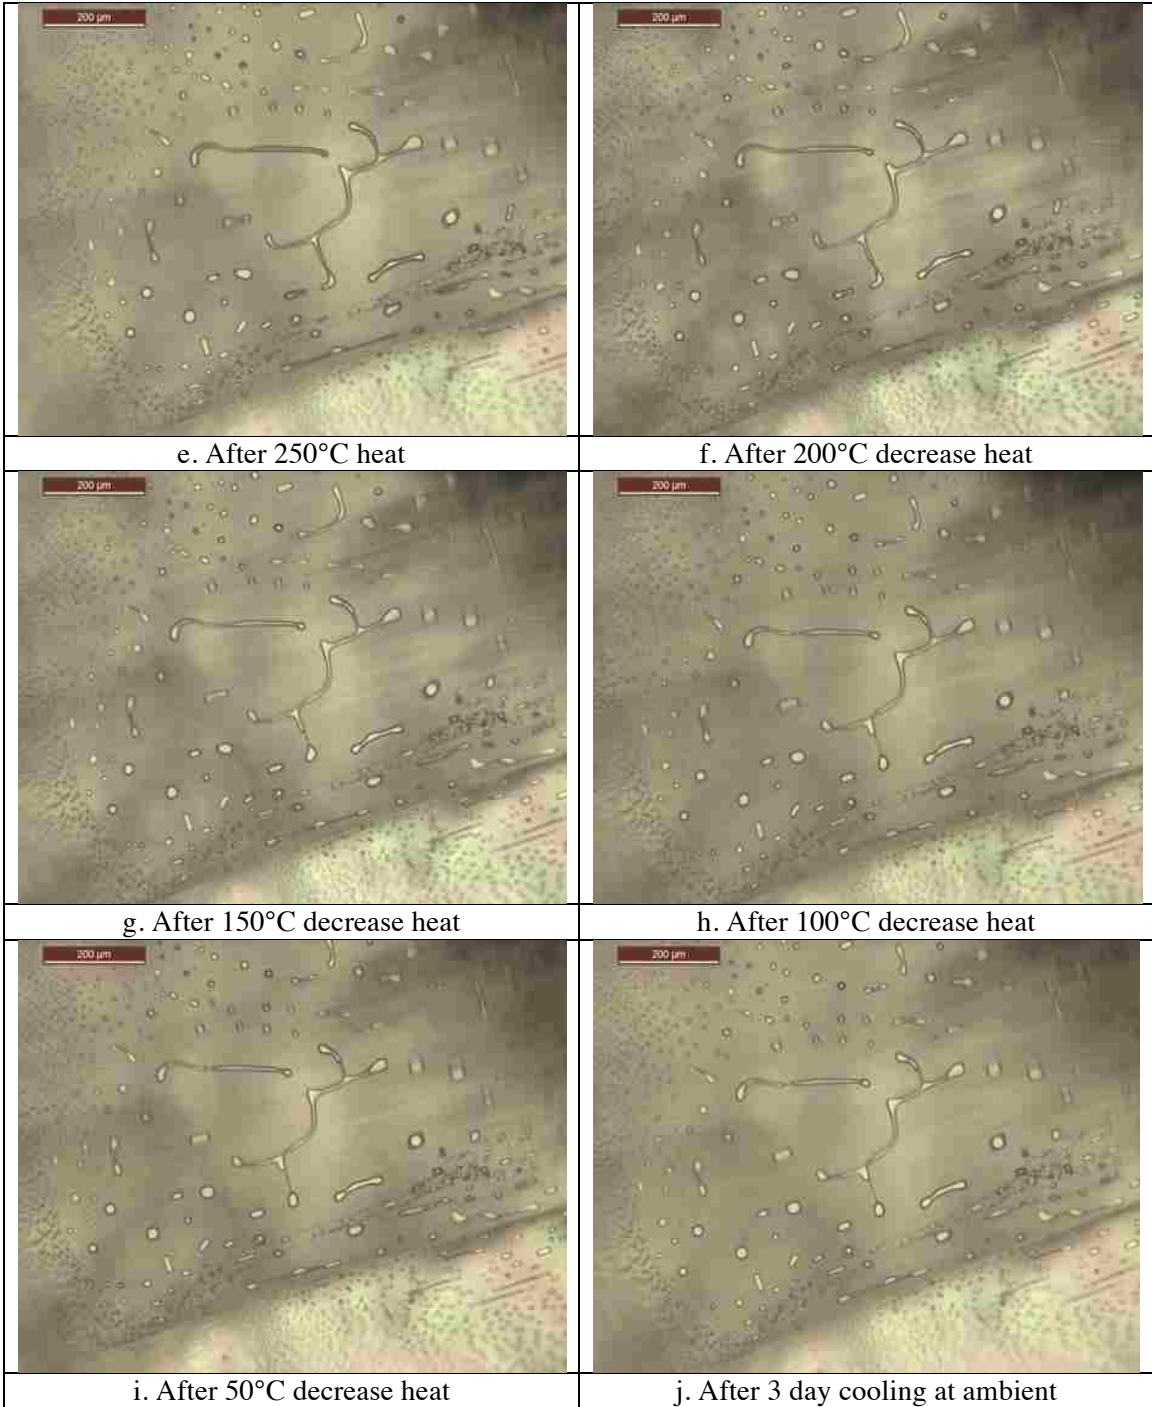 200 µm
200 µm
e. After 250°C heat
f. After 200°C decrease heat
200 µm
200 µm
g. After 150°C decrease heat
h. After 100°C decrease heat
200 µm
200 µm
i. After 50°C decrease heat
j. After 3 day cooling at ambient